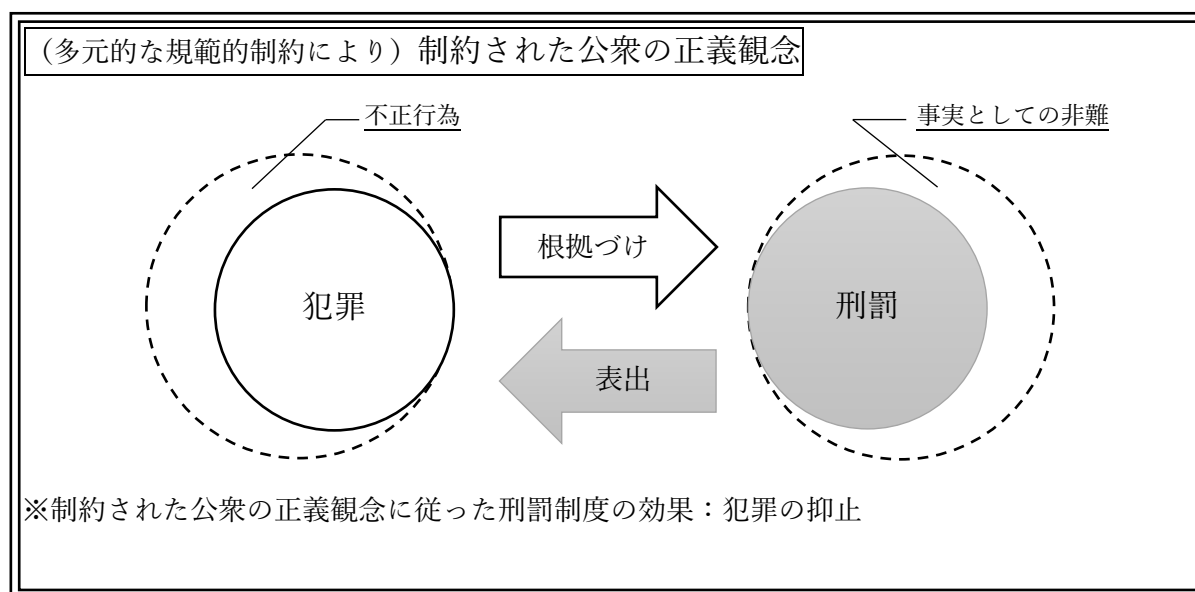 （多元的な規範的制約により）制約された公衆の正義観念
不正行為
事実としての非難
根拠づけ
犯罪
刑罰
表出
※制約された公衆の正義観念に従った刑罰制度の効果：犯罪の抑止